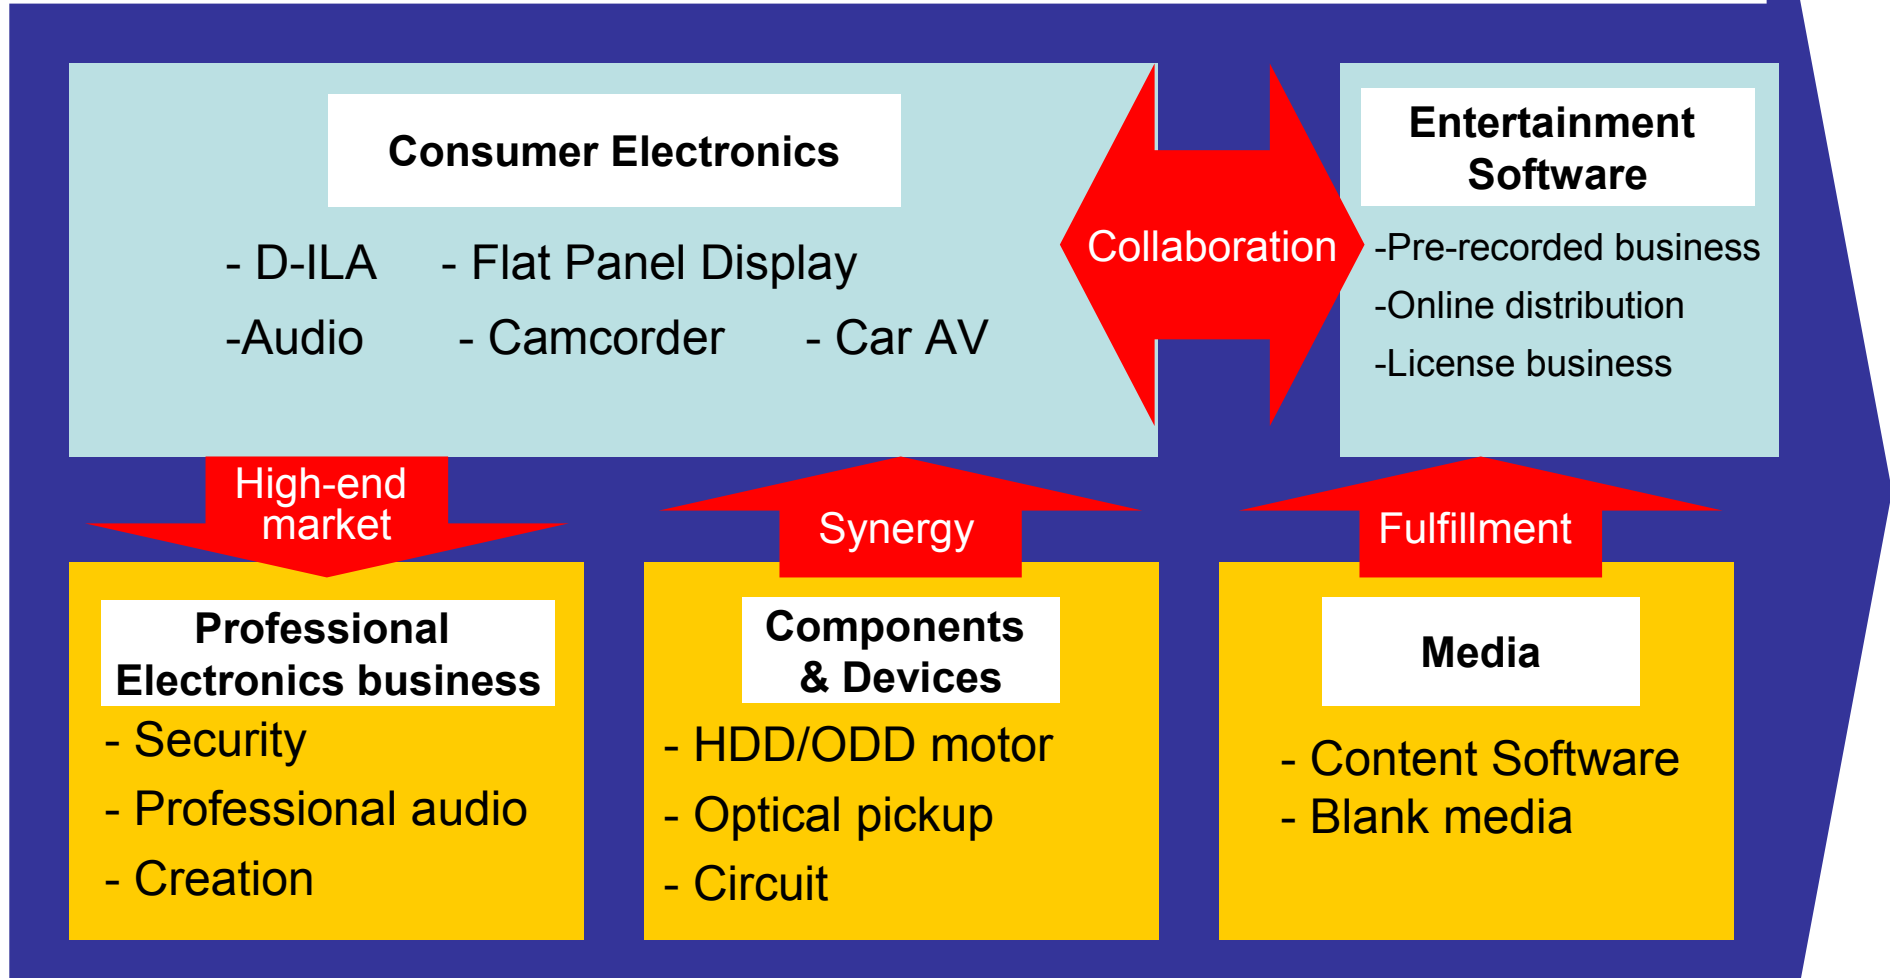 Consumer Electronics
- D-ILA - Flat Panel Display
-Audio - Camcorder - Car AV
Collaboration
Entertainment
Software
-Pre-recorded business
-Online distribution
-License business
High-end
market
Synergy
Fulfillment
Professional
Electronics business
- Security
- Professional audio
- Creation
Components
& Devices
- HDD/ODD motor
- Optical pickup
- Circuit
Media
- Content Software
- Blank media